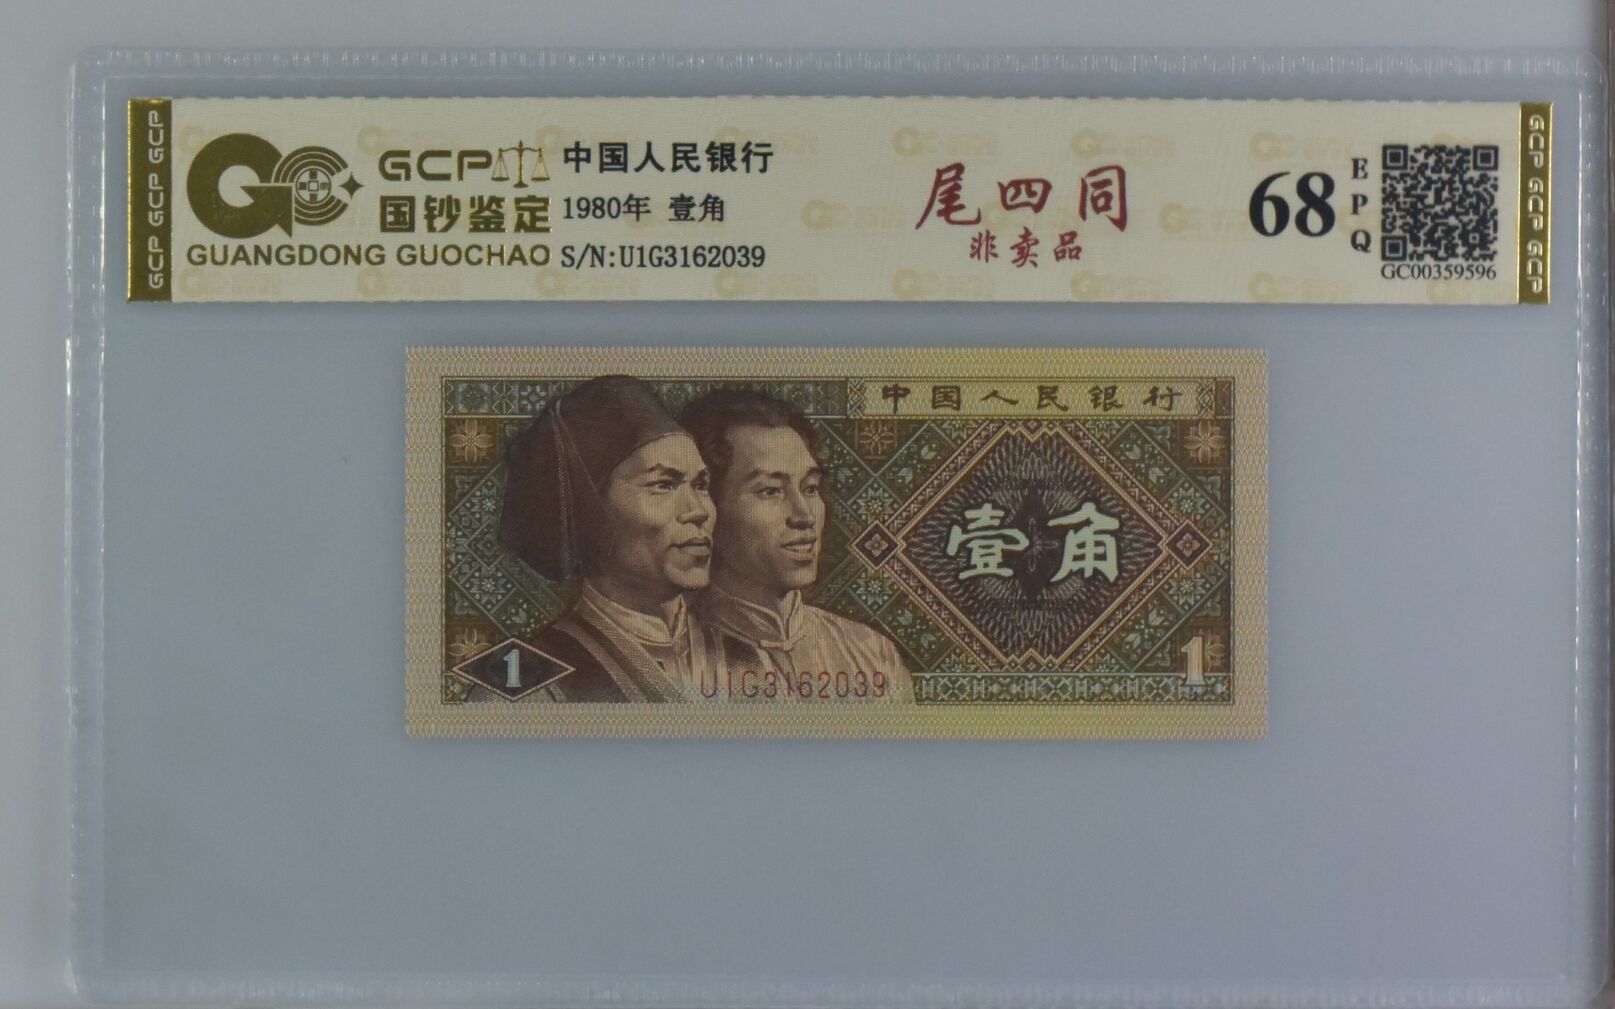 GCP GCP GCP
GCP
国钞鉴定
GUANGDONG GUOCHAO
中国人民银行
1980年 壹角
S/N:U1G3162039
尾四同
非卖品
68
EPQ
GC00359596
GCP GCP GCP
中国人民银行
壹角
1
1
U1G3162039